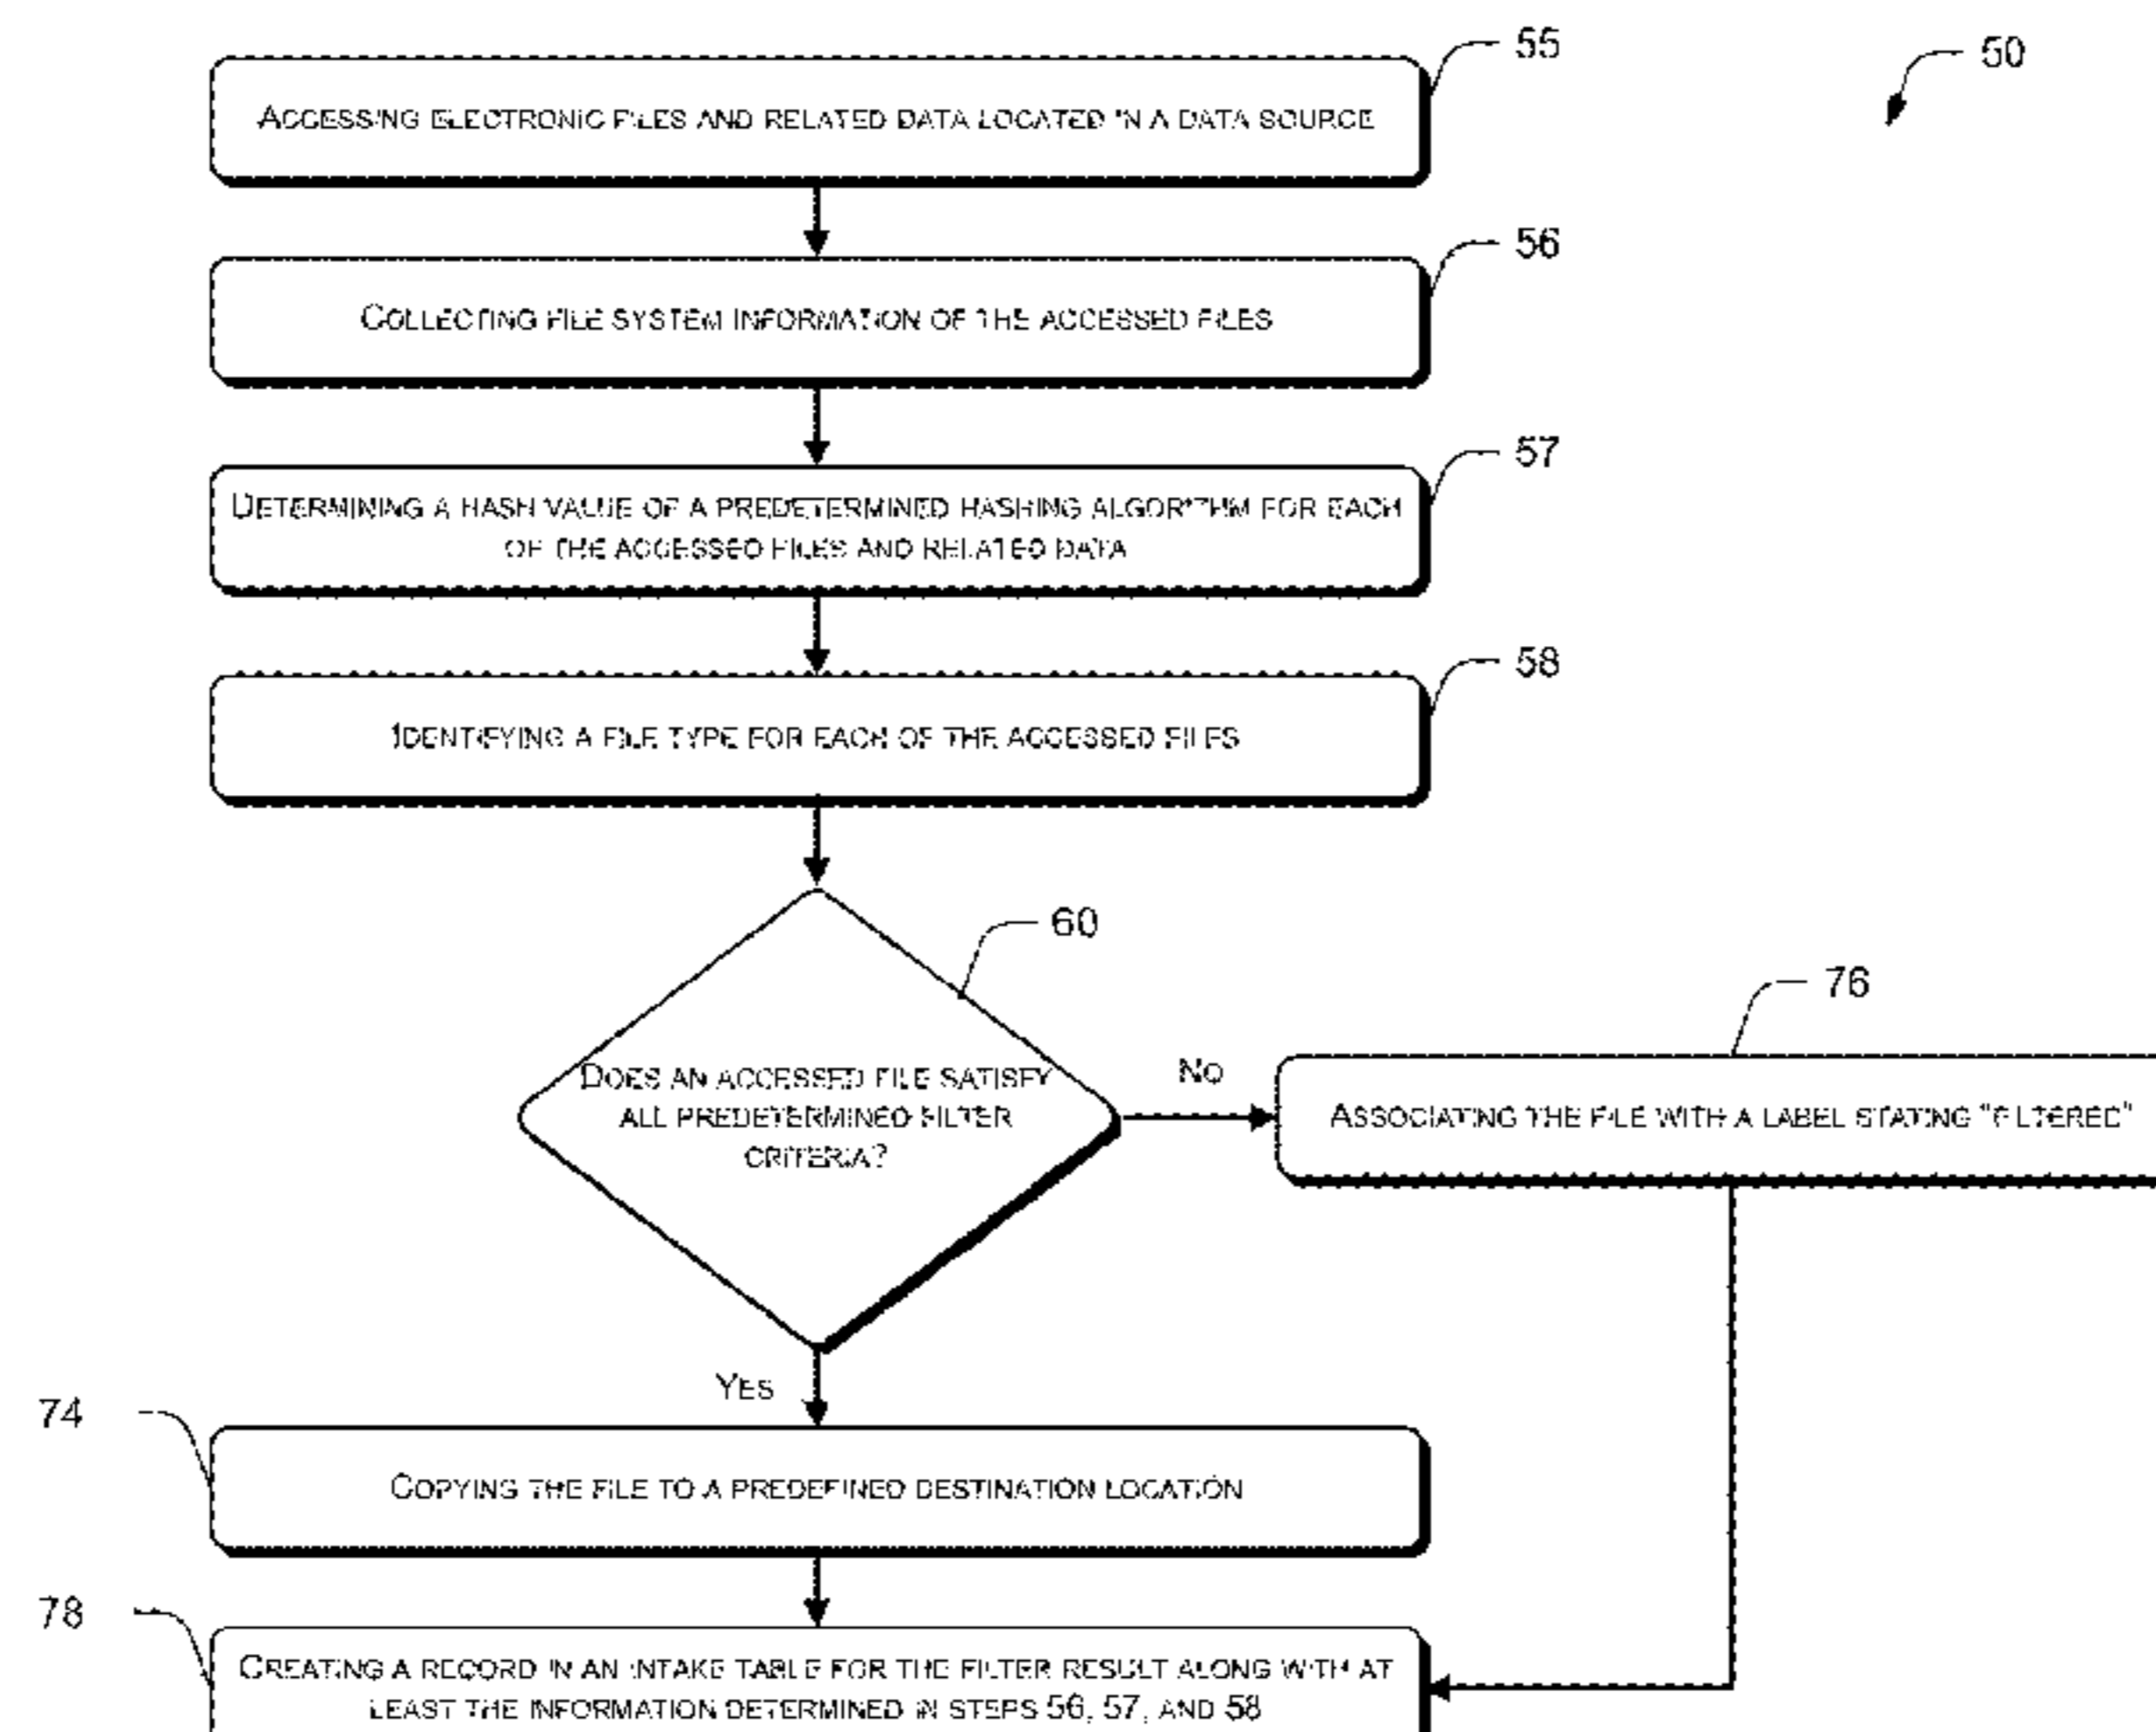 55
50
ACCESSING ELECTRONIC FILES AND RELATED DATA LOCATED IN A DATA SOURCE
56
COLLECTING FILE SYSTEM INFORMATION OF THE ACCESSED FILES
57
DETERMINING A HASH VALUE OF A PREDETERMINED HASHING ALGORITHM FOR EACH
OF THE ACCESSED FILES AND RELATED DATA
58
IDENTIFYING A FILE TYPE FOR EACH OF THE ACCESSED FILES
60
76
DOES AN ACCESSED FILE SATISFY
ALL PREDETERMINED FILTER
CRITERIA?
NO
ASSOCIATING THE FILE WITH A LABEL STATING "FILTERED"
YES
74
COPYING THE FILE TO A PREDEFINED DESTINATION LOCATION
78
CREATING A RECORD IN AN INTAKE TABLE FOR THE FILTER RESULT ALONG WITH AT
LEAST THE INFORMATION DETERMINED IN STEPS 56, 57, AND 58